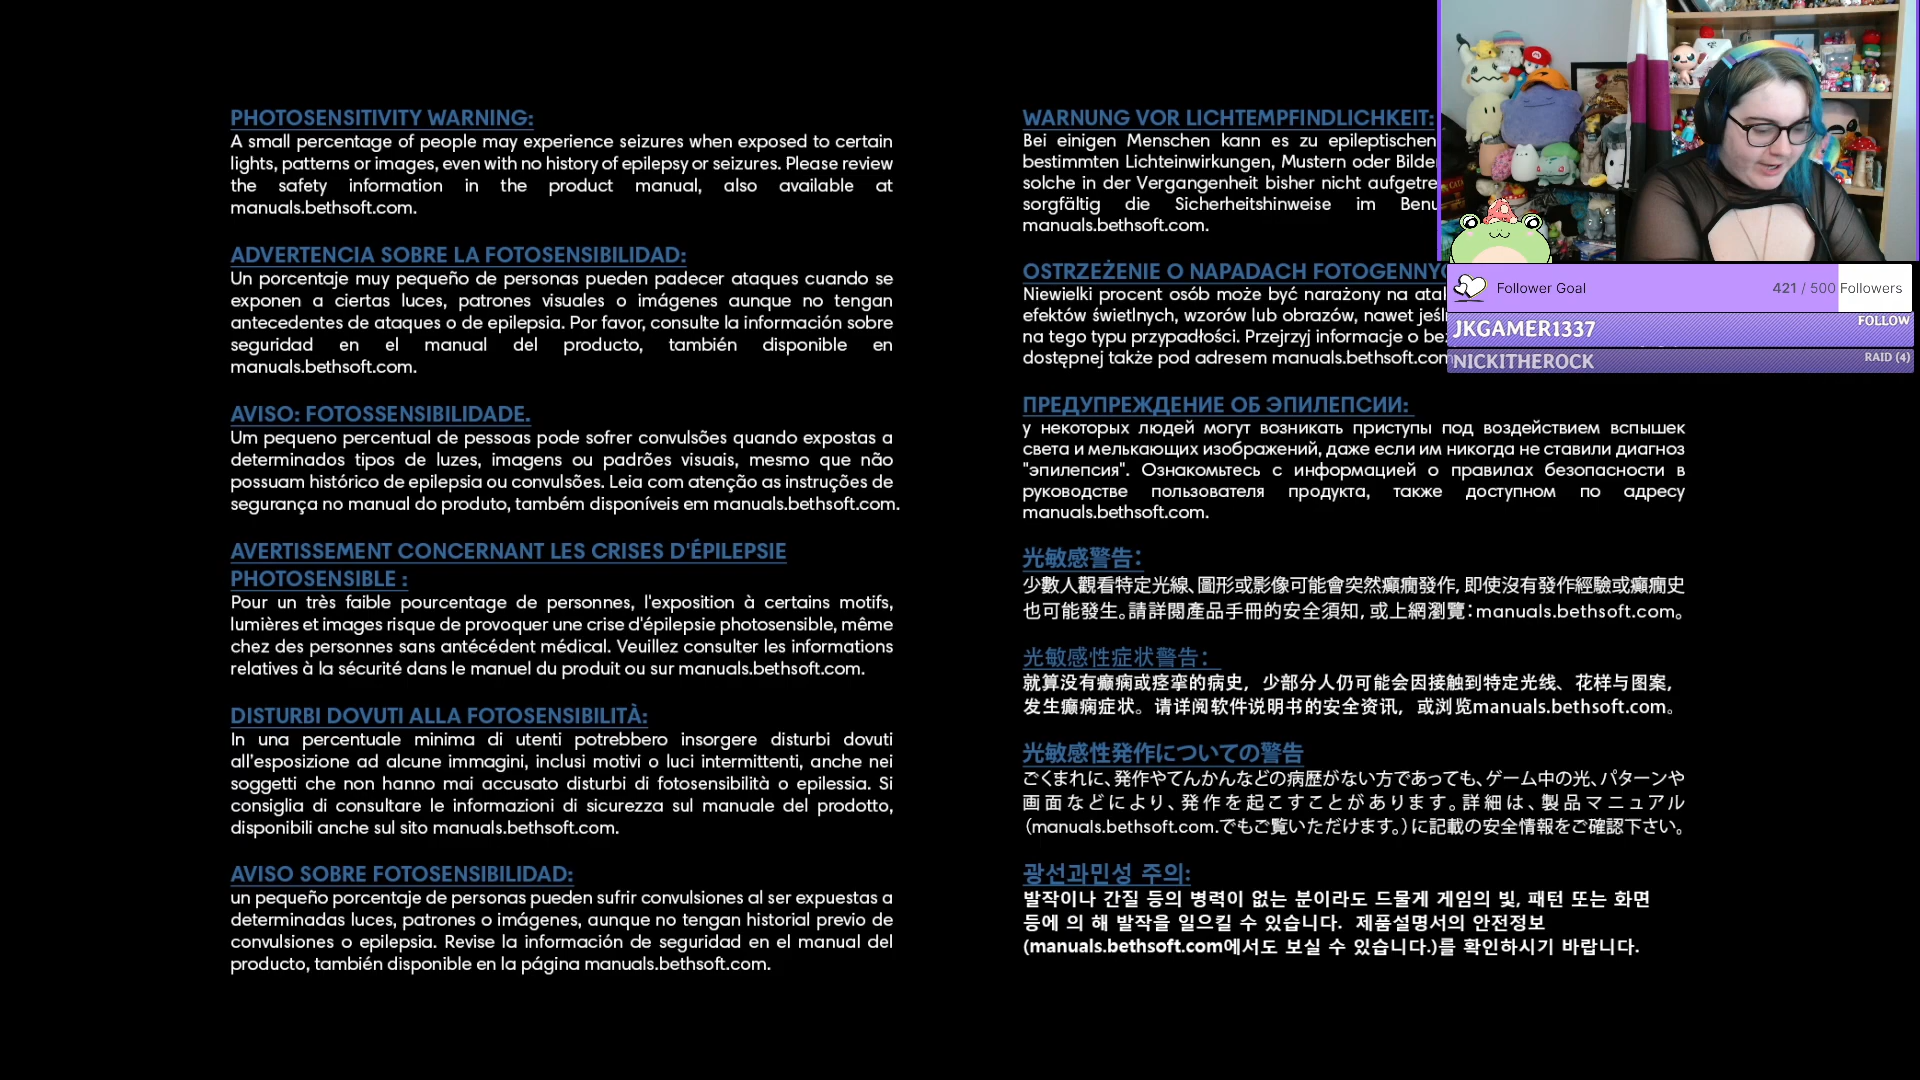 PHOTOSENSITIVITY WARNING:
A small percentage of people may experience seizures when exposed to certain
lights, patterns or images, even with no history of epilepsy or seizures. Please review
the safety information in the product manual, also available at
manuals.bethsoft.com.
ADVERTENCIA SOBRE LA FOTOSENSIBILIDAD:
Un porcentaje muy pequeño de personas pueden padecer ataques cuando se
exponen a ciertas luces, patrones visuales o imágenes aunque no tengan
antecedentes de ataques o de epilepsia. Por favor, consulte la información sobre
seguridad en el manual del producto, también disponible en
manuals.bethsoft.com.
AVISO: FOTOSSENSIBILIDADE.
Um pequeno percentual de pessoas pode sofrer convulsões quando expostas a
determinados tipos de luzes, imagens ou padrões visuais, mesmo que não
possuam histórico de epilepsia ou convulsões. Leia com atenção as instruções de
segurança no manual do produto, também disponíveis em manuals.bethsoft.com.
AVERTISSEMENT CONCERNANT LES CRISES D'ÉPILEPSIE
PHOTOSENSIBLE :
Pour un très faible pourcentage de personnes, l'exposition à certains motifs,
lumières et images risque de provoquer une crise d'épilepsie photosensible, même
chez des personnes sans antécédent médical. Veuillez consulter les informations
relatives à la sécurité dans le manuel du produit ou sur manuals.bethsoft.com.
DISTURBI DOVUTI ALLA FOTOSENSIBILITÀ:
In una percentuale minima di utenti potrebbero insorgere disturbi dovuti
all'esposizione ad alcune immagini, inclusi motivi o luci intermittenti, anche nei
soggetti che non hanno mai accusato disturbi di fotosensibilità o epilessia. Si
consiglia di consultare le informazioni di sicurezza sul manuale del prodotto,
disponibili anche sul sito manuals.bethsoft.com.
AVISO SOBRE FOTOSENSIBILIDAD:
un pequeño porcentaje de personas pueden sufrir convulsiones al ser expuestas a
determinadas luces, patrones o imágenes, aunque no tengan historial previo de
convulsiones o epilepsia. Revise la información de seguridad en el manual del
producto, también disponible en la página manuals.bethsoft.com.
WARNUNG VOR LICHTEMPFINDLICHKEIT:
Bei einigen Menschen kann es zu epileptischen
bestimmten Lichteinwirkungen, Mustern oder Bilde
solche in der Vergangenheit bisher nicht aufgetre
sorgfältig die Sicherheitshinweise im Benu
manuals.bethsoft.com.
OSTRZEŻENIE O NAPADACH FOTOGENNYC
Niewielki procent osób może być narażony na atak
efektów świetlnych, wzorów lub obrazów, nawet jeśl
na tego typu przypadłości. Przejrzyj informacje o be
dostępnej także pod adresem manuals.bethsoft.com
ПРЕДУПРЕЖДЕНИЕ ОБ ЭПИЛЕПСИИ:
у некоторых людей могут возникать приступы под воздействием вспышек
света и мелькающих изображений, даже если им никогда не ставили диагноз
"эпилепсия". Ознакомьтесь с информацией о правилах безопасности в
руководстве пользователя продукта, также доступном по адресу
manuals.bethsoft.com.
光敏感警告：
少數人觀看特定光線、圖形或影像可能會突然癲癇發作，即使沒有發作經驗或癲癇史
也可能發生。請詳閱產品手冊的安全須知，或上網瀏覽：manuals.bethsoft.com。
光敏感性症状警告：
就算没有癫痫或痉挛的病史，少部分人仍可能会因接触到特定光线、花样与图案，
发生癫痫症状。请详阅软件说明书的安全资讯，或浏览manuals.bethsoft.com。
光敏感性発作についての警告
ごくまれに、発作やてんかんなどの病歴がない方であっても、ゲーム中の光、パターンや
画面などにより、発作を起こすことがあります。詳細は、製品マニュアル
（manuals.bethsoft.com.でもご覧いただけます。）に記載の安全情報をご確認下さい。
광선과민성 주의:
발작이나 간질 등의 병력이 없는 분이라도 드물게 게임의 빛, 패턴 또는 화면
등에 의 해 발작을 일으킬 수 있습니다. 제품설명서의 안전정보
(manuals.bethsoft.com에서도 보실 수 있습니다.)를 확인하시기 바랍니다.
Follower Goal 421 / 500 Followers
JKGAMER1337 FOLLOW
NICKITHEROCK RAID (4)